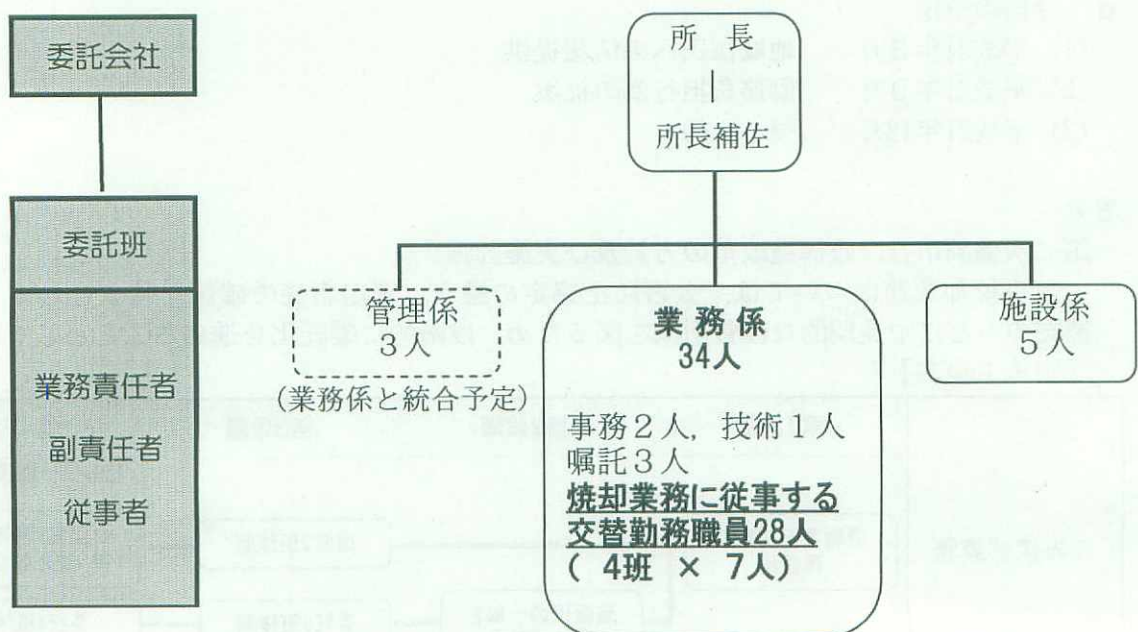 委託会社
委託班
業務責任者
副責任者
従事者
所 長
所長補佐
管理係
3人
(業務係と統合予定)
業 務 係
34人
事務2人，技術1人
嘱託3人
焼却業務に従事する
交替勤務職員28人
( 4班 × 7人)
施設係
5人